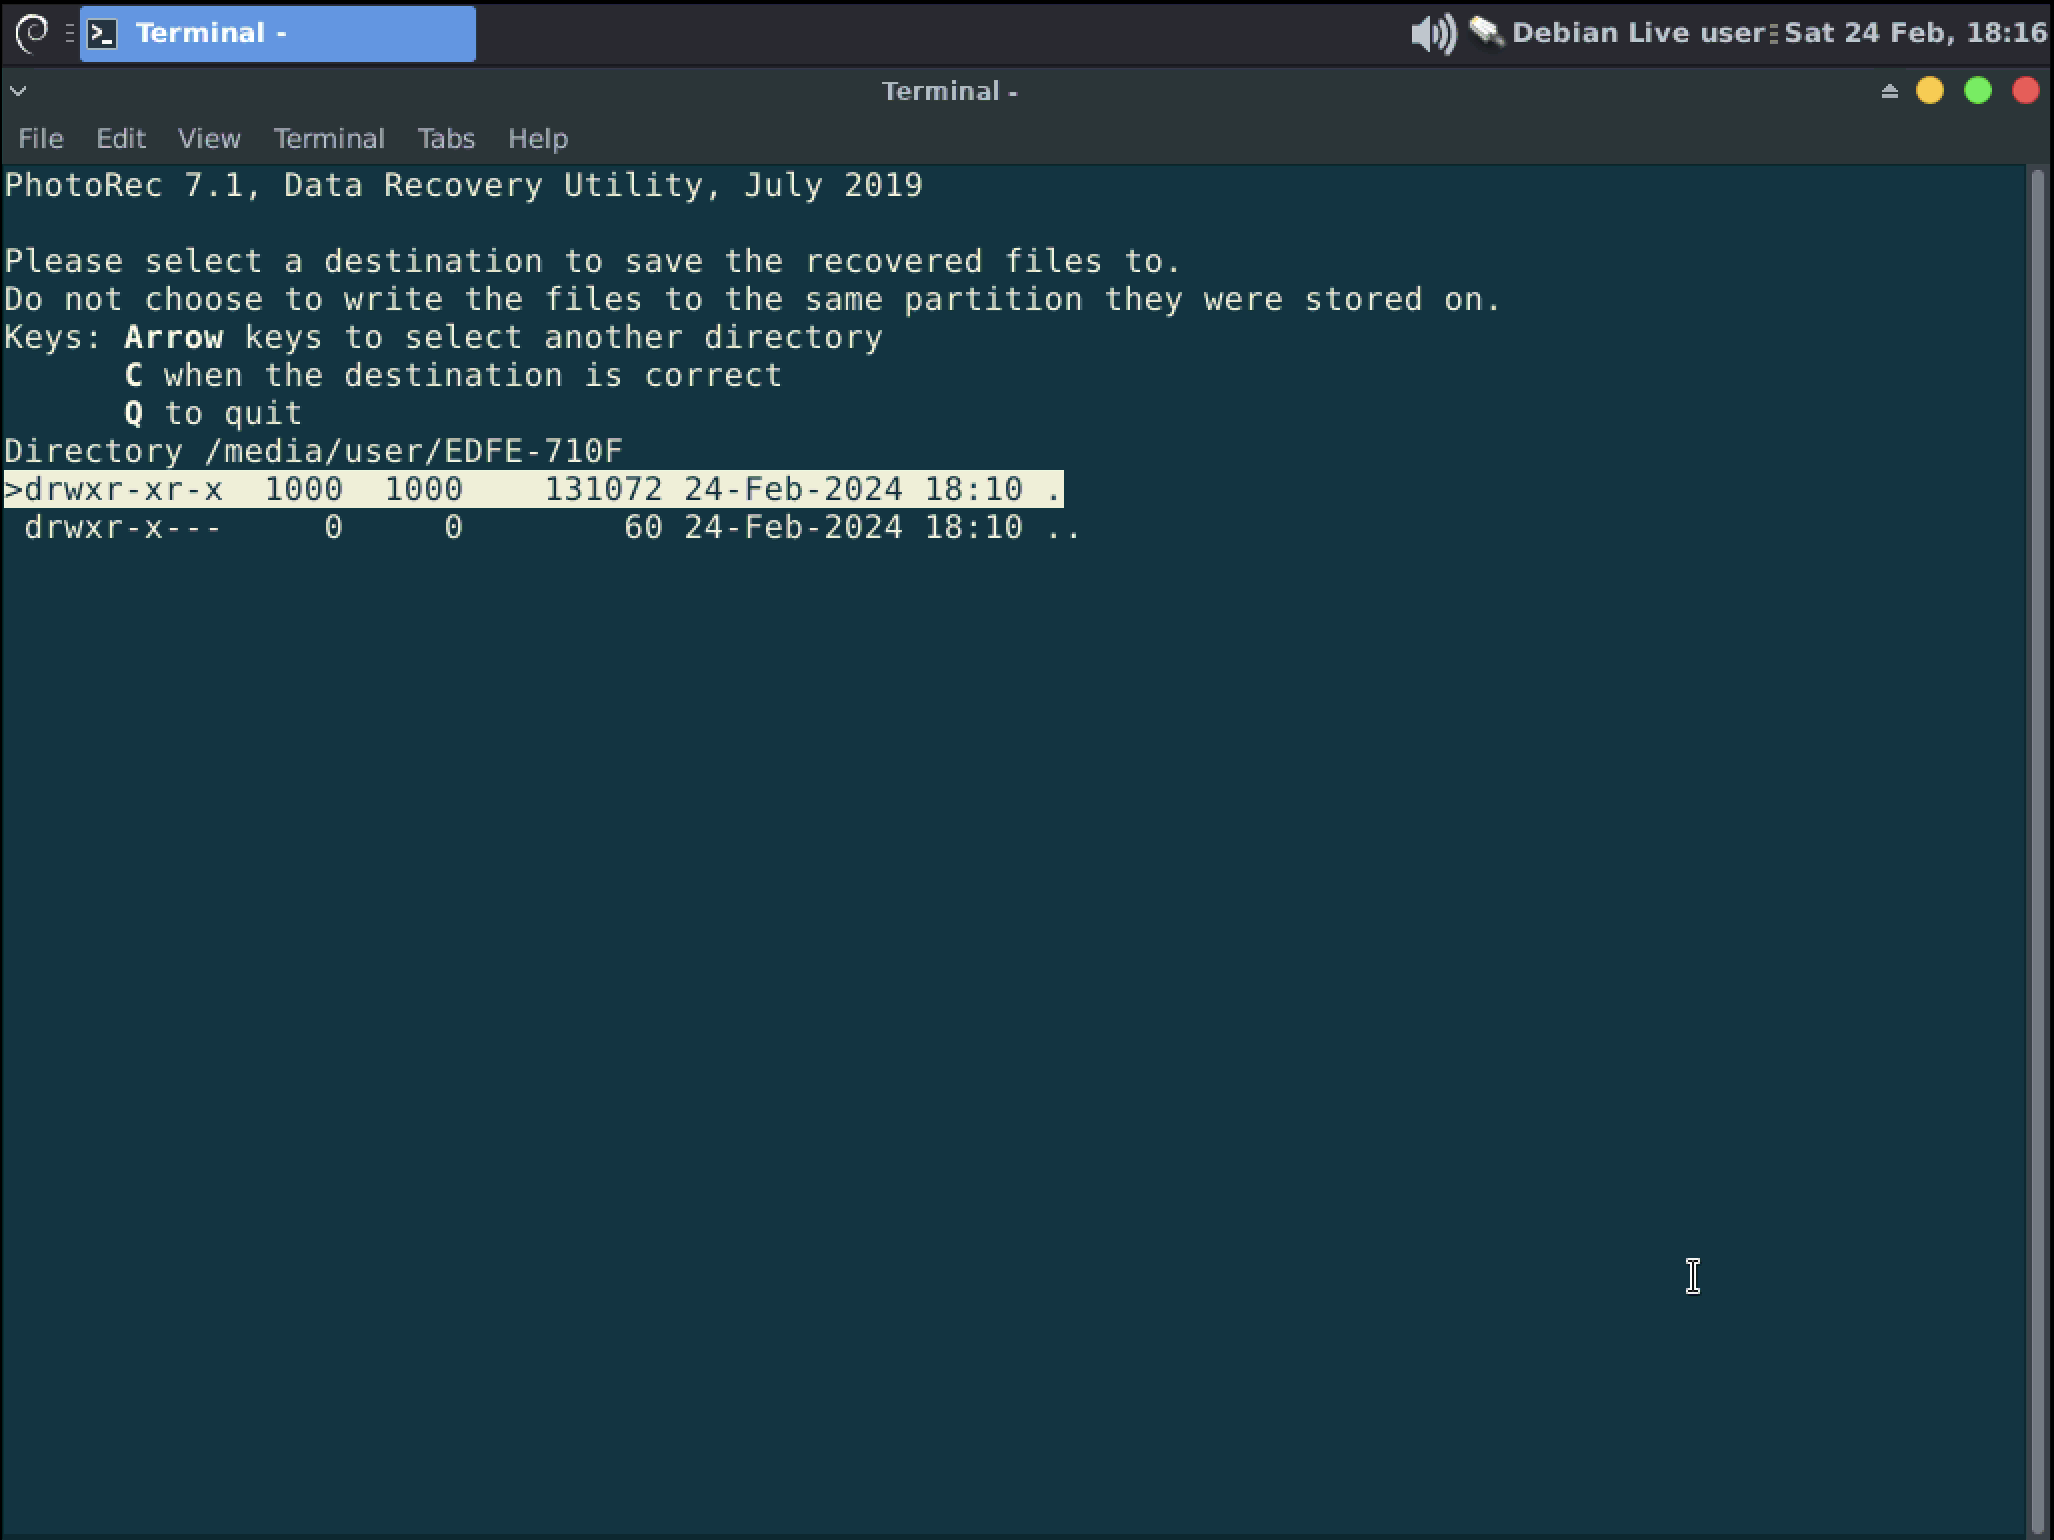 Terminal - Debian Live user Sat 24 Feb, 18:16
Terminal -
File Edit View Terminal Tabs Help
PhotoRec 7.1, Data Recovery Utility, July 2019
Please select a destination to save the recovered files to.
Do not choose to write the files to the same partition they were stored on.
Keys: Arrow keys to select another directory
C when the destination is correct
Q to quit
Directory /media/user/EDFE-710F
>drwxr-xr-x  1000  1000    131072 24-Feb-2024 18:10 .
drwxr-x---     0     0        60 24-Feb-2024 18:10 ..